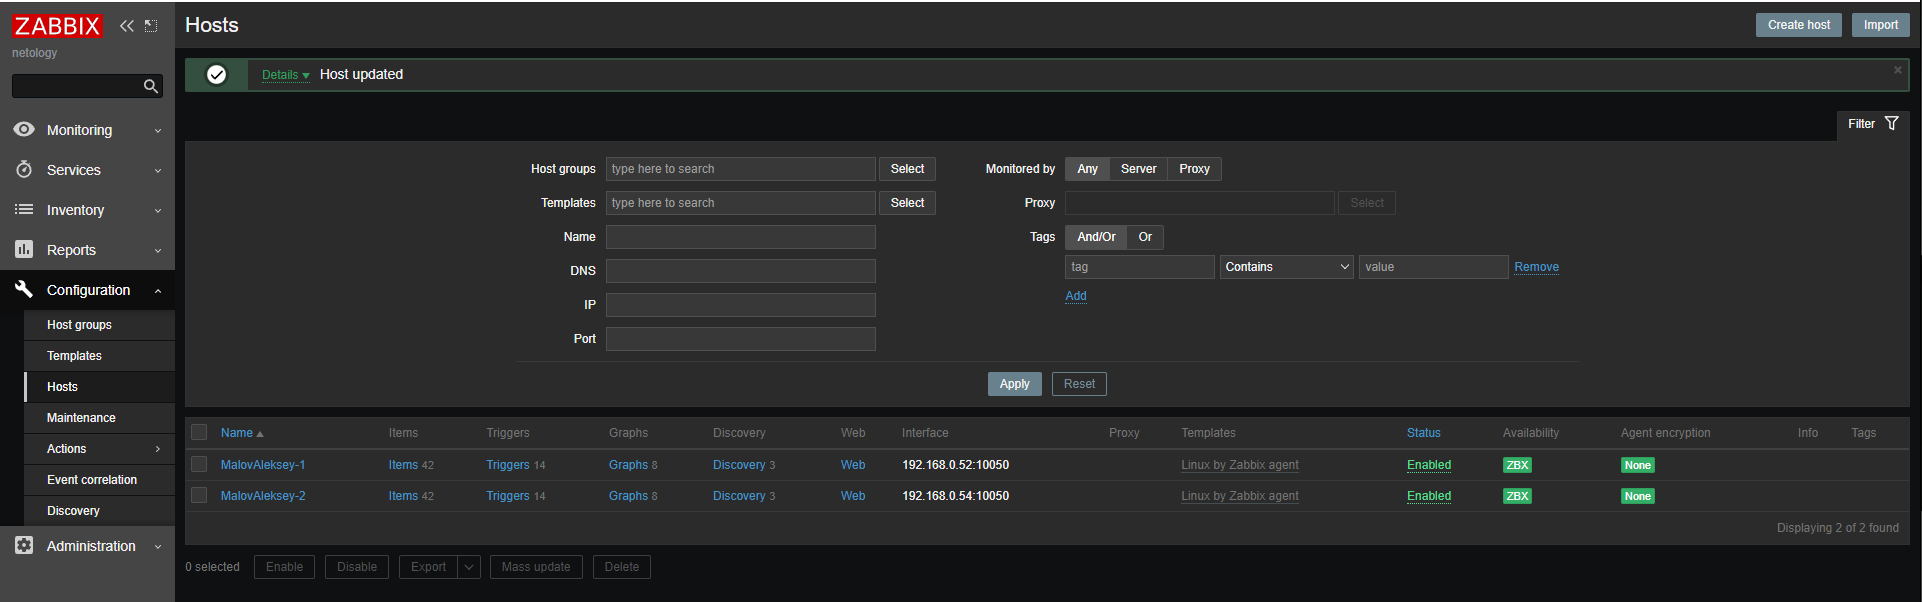 ZABBIX
netology
Monitoring
Services
Inventory
Reports
Configuration
Host groups
Templates
Hosts
Maintenance
Actions
Event correlation
Discovery
Administration
Hosts
Create host Import
Details Host updated
Filter
Host groups type here to search Select
Templates type here to search Select
Name
DNS
IP
Port
Monitored by Any Server Proxy
Proxy Select
Tags And/Or Or
tag Contains value Remove
Add
Apply Reset
Name Items Triggers Graphs Discovery Web Interface Proxy Templates Status Availability Agent encryption Info Tags
MalovAleksey-1 Items 42 Triggers 14 Graphs 8 Discovery 3 Web 192.168.0.52:10050 Linux by Zabbix agent Enabled ZBX None
MalovAleksey-2 Items 42 Triggers 14 Graphs 8 Discovery 3 Web 192.168.0.54:10050 Linux by Zabbix agent Enabled ZBX None
Displaying 2 of 2 found
0 selected Enable Disable Export Mass update Delete